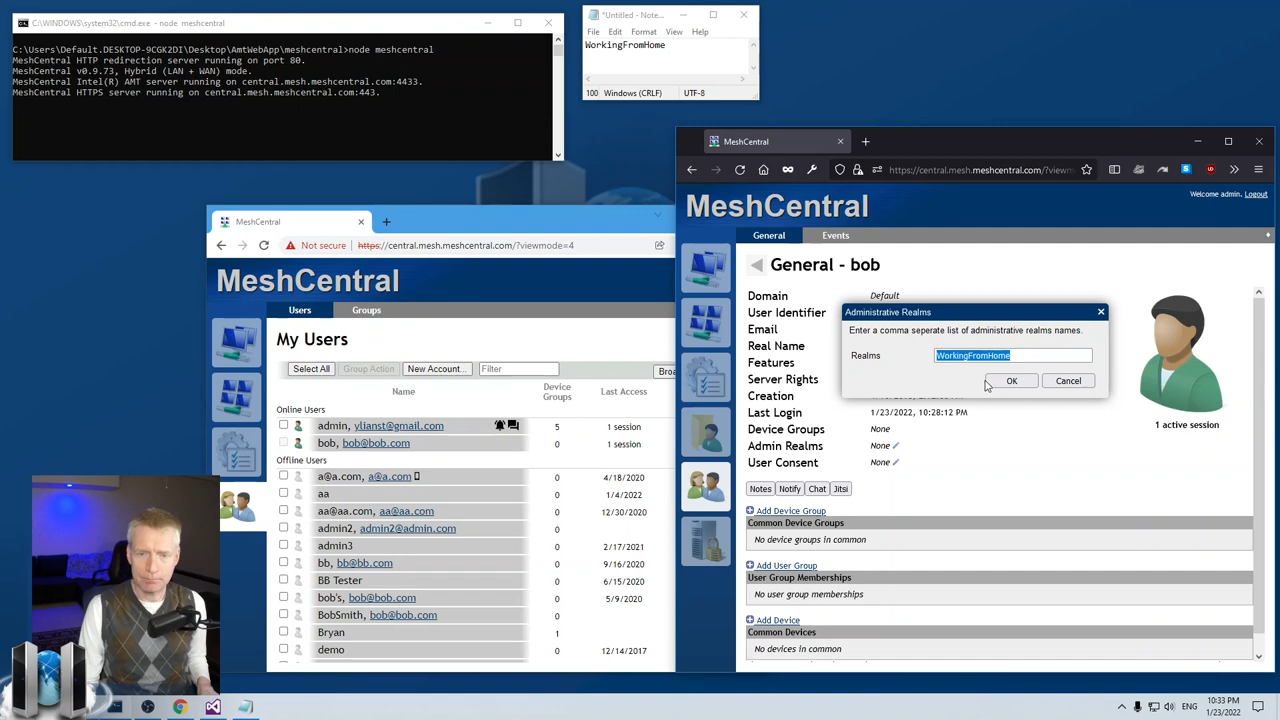 C:\WINDOWS\system32\cmd.exe - node  meshcentral
C:\Users\Default.DESKTOP-9CGK2DI\Desktop\AmtWebApp\meshcentral>node meshcentral
MeshCentral HTTP redirection server running on port 80.
MeshCentral v0.9.73, Hybrid (LAN + WAN) mode.
MeshCentral Intel(R) AMT server running on central.mesh.meshcentral.com:4433.
MeshCentral HTTPS server running on central.mesh.meshcentral.com:443.
*Untitled - Note...
File Edit Format View Help
WorkingFromHome
100 Windows (CRLF) UTF-8
MeshCentral
Not secure https://central.mesh.meshcentral.com/?viewmode=4
MeshCentral
Users Groups
My Users
Select All Group Action New Account... Filter Broa
Name Device Groups Last Access
Online Users
admin, ylianst@gmail.com 5 1 session
bob, bob@bob.com 0 1 session
Offline Users
a@a.com, a@a.com 0 4/18/2020
aa 0 1/4/2022
aa@aa.com, aa@aa.com 0 12/30/2020
admin2, admin2@admin.com 0
admin3 0 2/17/2021
bb, bb@bb.com 0 9/16/2020
BB Tester 0 6/15/2020
bob's, bob@bob.com 0 5/9/2020
BobSmith, bob@bob.com 0
Bryan 1
demo 0 12/14/2017
MeshCentral
https://central.mesh.meshcentral.com/?viewm
MeshCentral
Welcome admin. Logout
General Events
General - bob
Domain Default
User Identifier
Email
Real Name
Features
Server Rights
Creation
Last Login 1/23/2022, 10:28:12 PM
Device Groups None
Admin Realms None
User Consent None
Administrative Realms
Enter a comma seperate list of administrative realms names.
Realms WorkingFromHome
OK Cancel
1 active session
Notes Notify Chat Jitsi
Add Device Group
Common Device Groups
No device groups in common
Add User Group
User Group Memberships
No user group memberships
Add Device
Common Devices
No devices in common
ENG
10:33 PM
1/23/2022